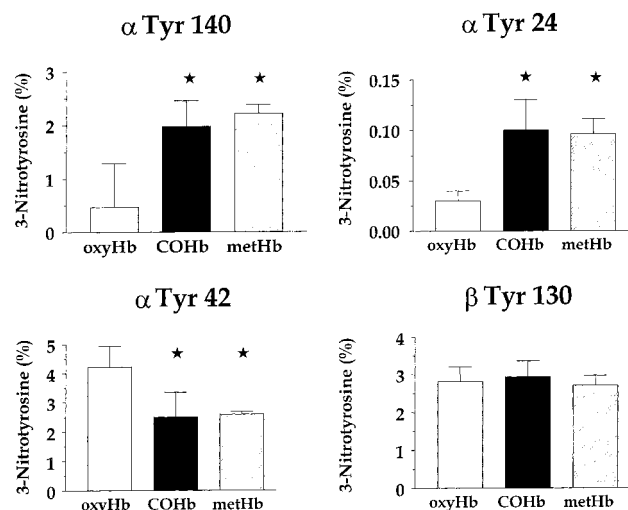 α Tyr 140
3-Nitrotyrosine (%)
3
2
1
0
★ ★
oxyHb COHb metHb
α Tyr 24
3-Nitrotyrosine (%)
0.15
0.10
0.05
0.00
★ ★
oxyHb COHb metHb
α Tyr 42
3-Nitrotyrosine (%)
5
4
3
2
1
0
★ ★
oxyHb COHb metHb
β Tyr 130
3-Nitrotyrosine (%)
4
3
2
1
0
oxyHb COHb metHb